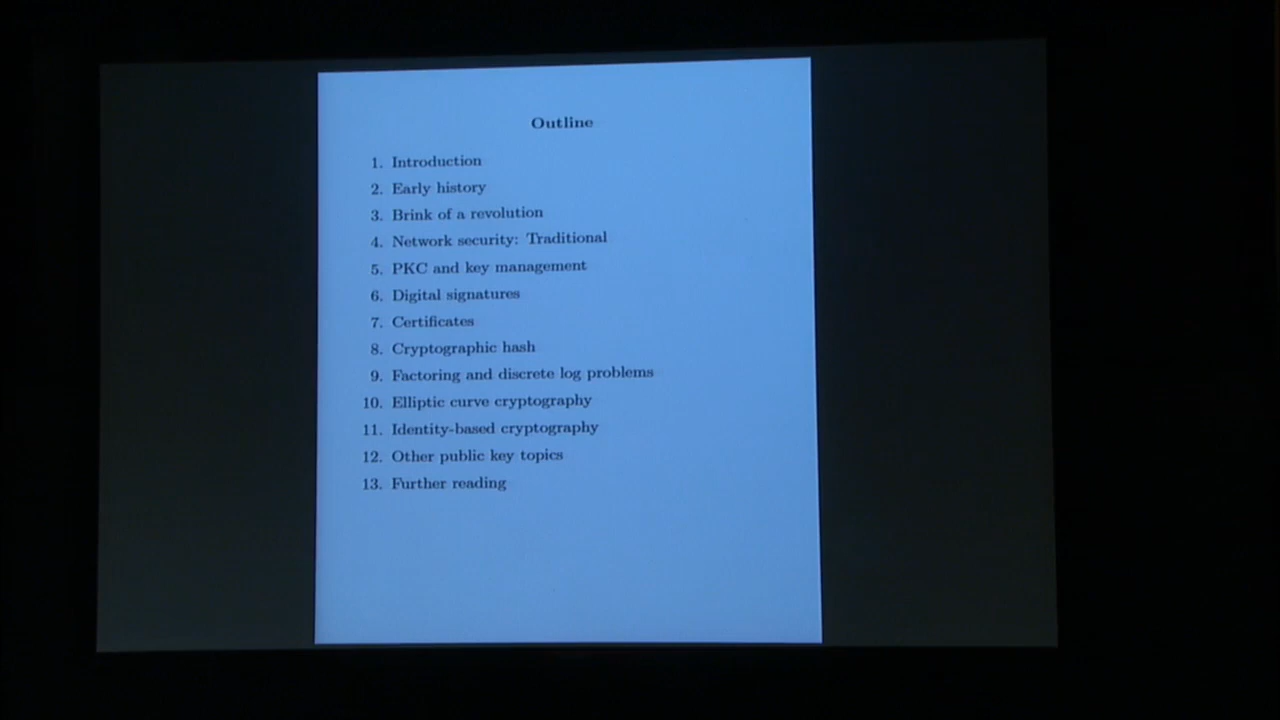 Outline
1. Introduction
2. Early history
3. Brink of a revolution
4. Network security: Traditional
5. PKC and key management
6. Digital signatures
7. Certificates
8. Cryptographic hash
9. Factoring and discrete log problems
10. Elliptic curve cryptography
11. Identity-based cryptography
12. Other public key topics
13. Further reading